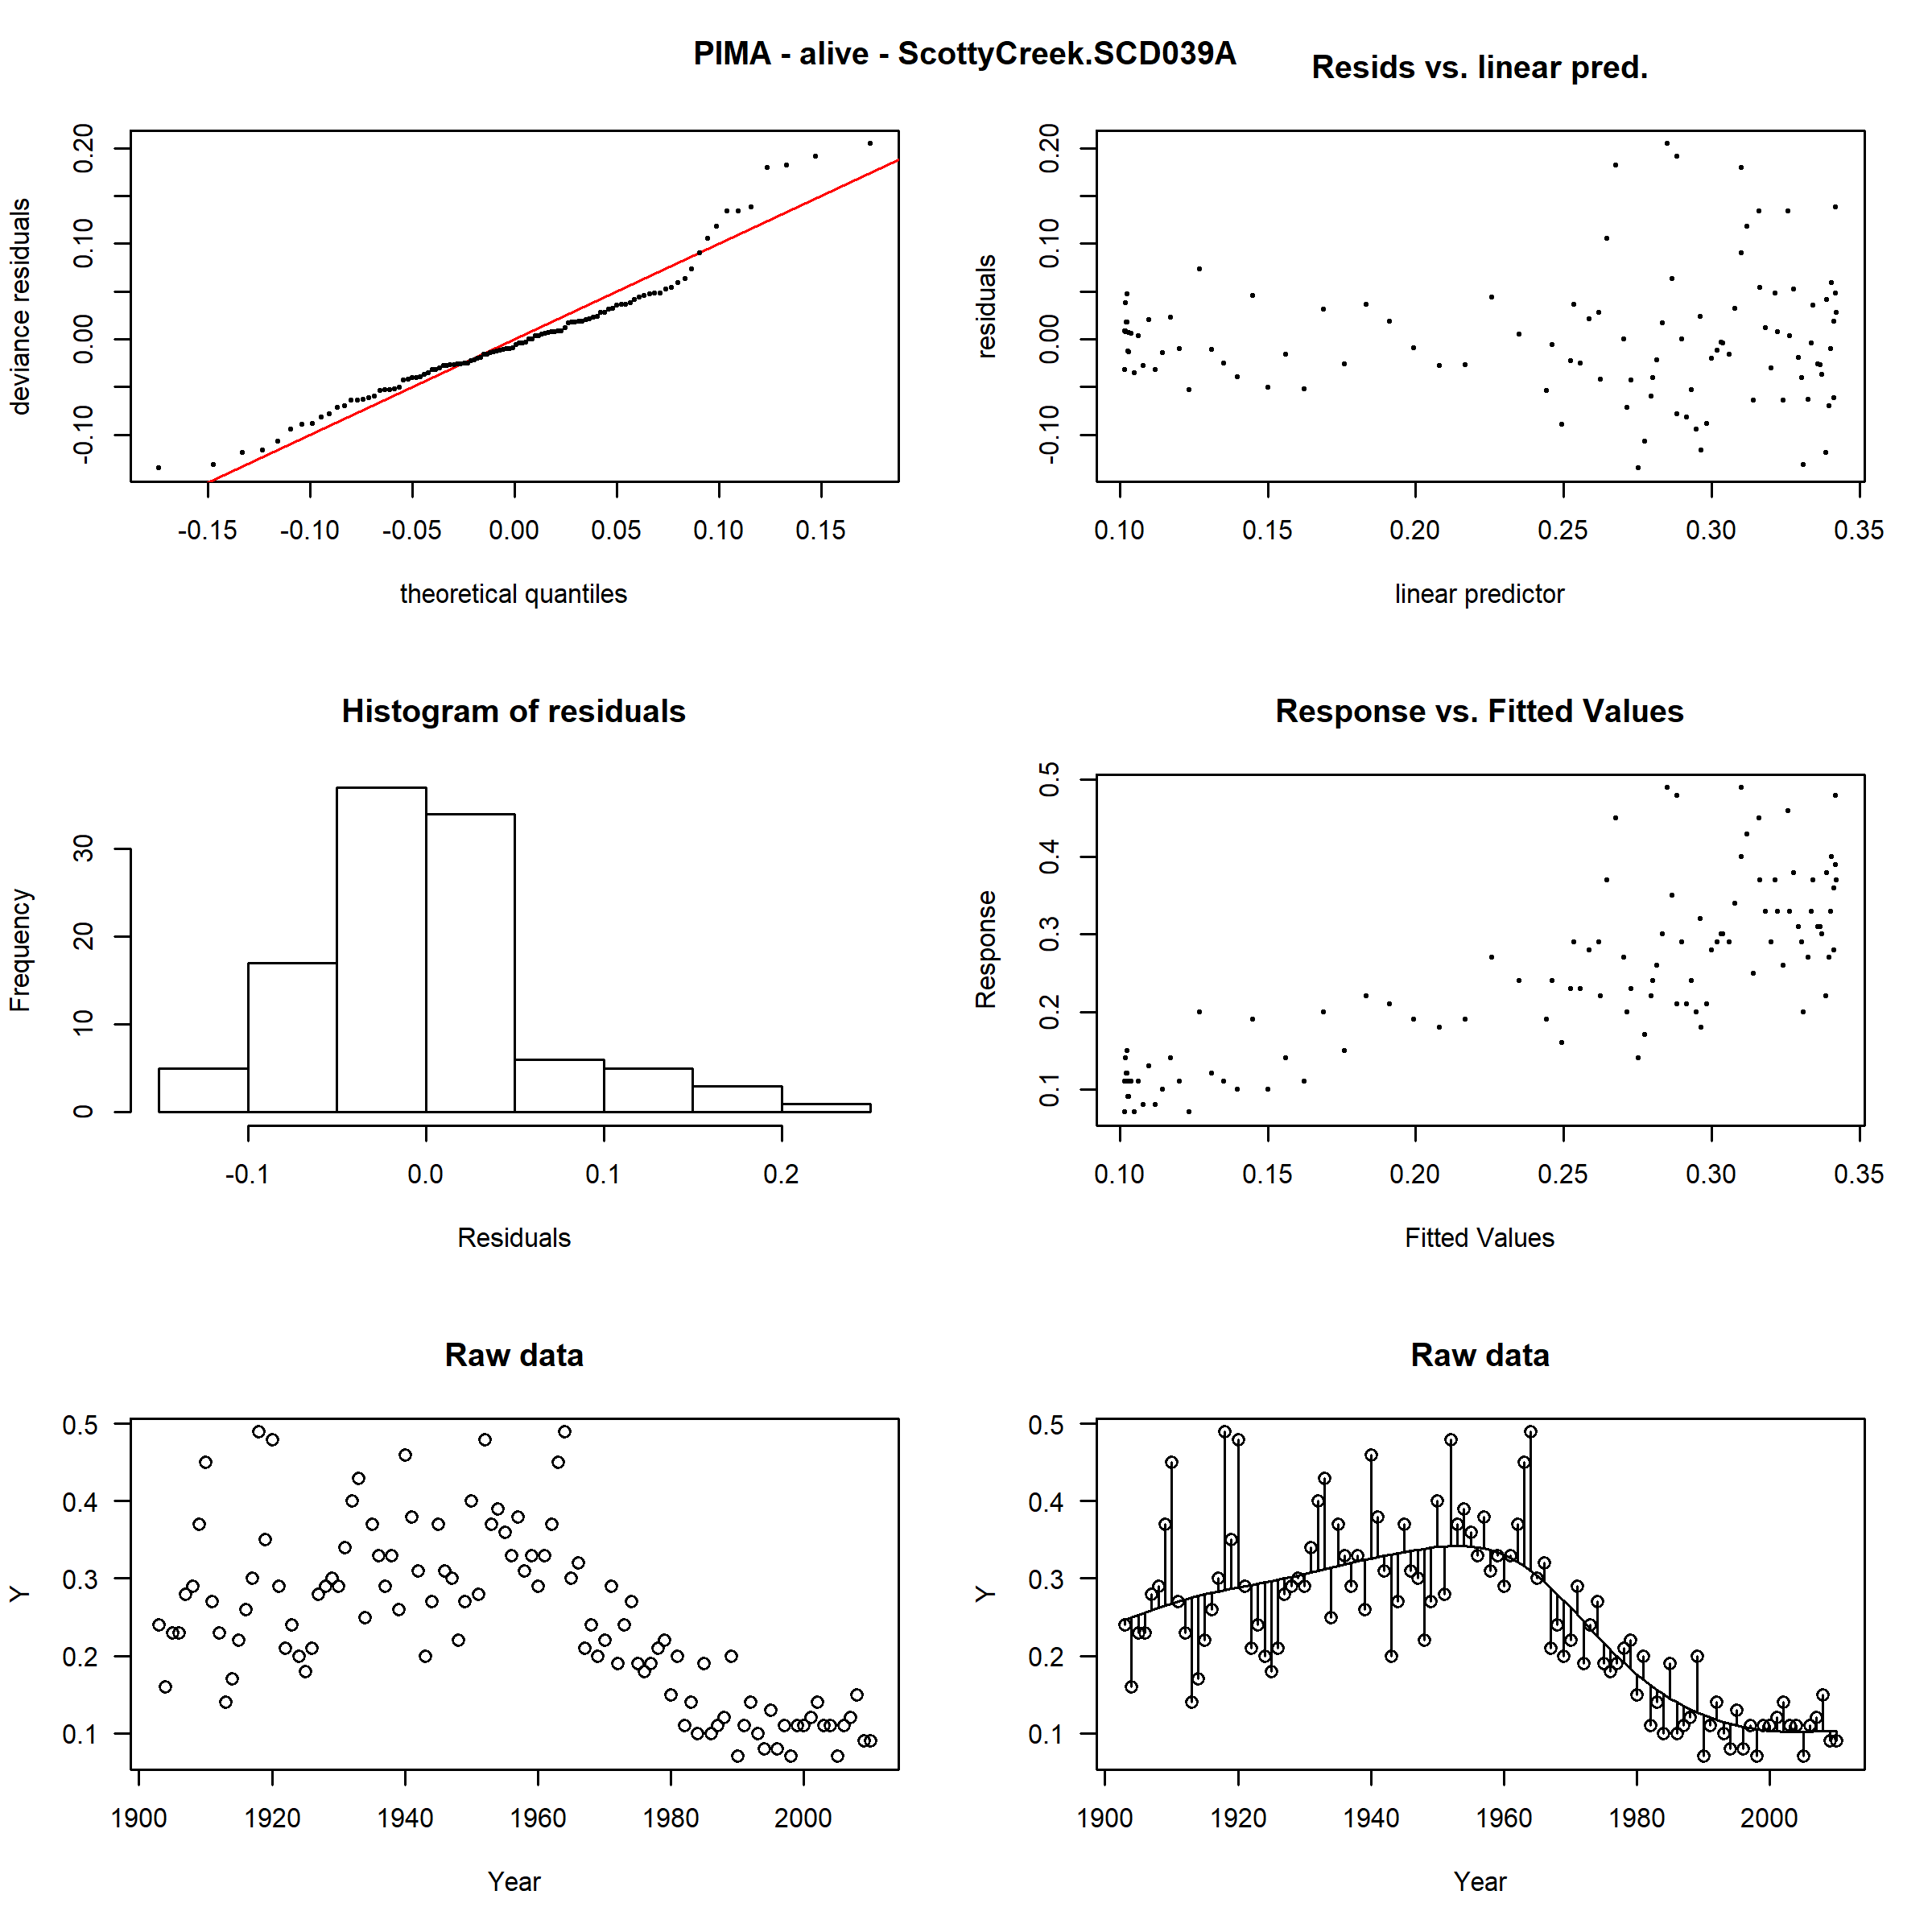 PIMA - alive - ScottyCreek.SCD039A
Resids vs. linear pred.
deviance residuals
-0.10 0.00 0.10 0.20
-0.15 -0.10 -0.05 0.00 0.05 0.10 0.15
theoretical quantiles
residuals
-0.10 0.00 0.10 0.20
0.10 0.15 0.20 0.25 0.30 0.35
linear predictor
Histogram of residuals
Frequency
0 10 20 30
-0.1 0.0 0.1 0.2
Residuals
Response vs. Fitted Values
Response
0.1 0.2 0.3 0.4 0.5
0.10 0.15 0.20 0.25 0.30 0.35
Fitted Values
Raw data
Y
0.5
0.4
0.3
0.2
0.1
1900 1920 1940 1960 1980 2000
Year
Raw data
Y
0.5
0.4
0.3
0.2
0.1
1900 1920 1940 1960 1980 2000
Year